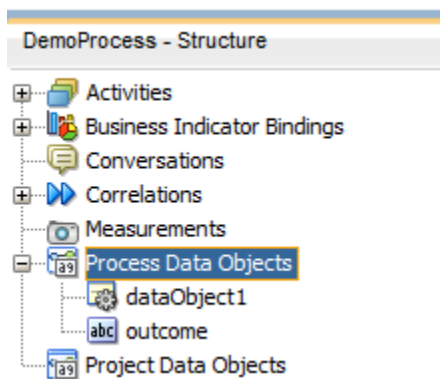 DemoProcess - Structure
Activities
Business Indicator Bindings
Conversations
Correlations
Measurements
Process Data Objects
dataObject1
abc outcome
Project Data Objects